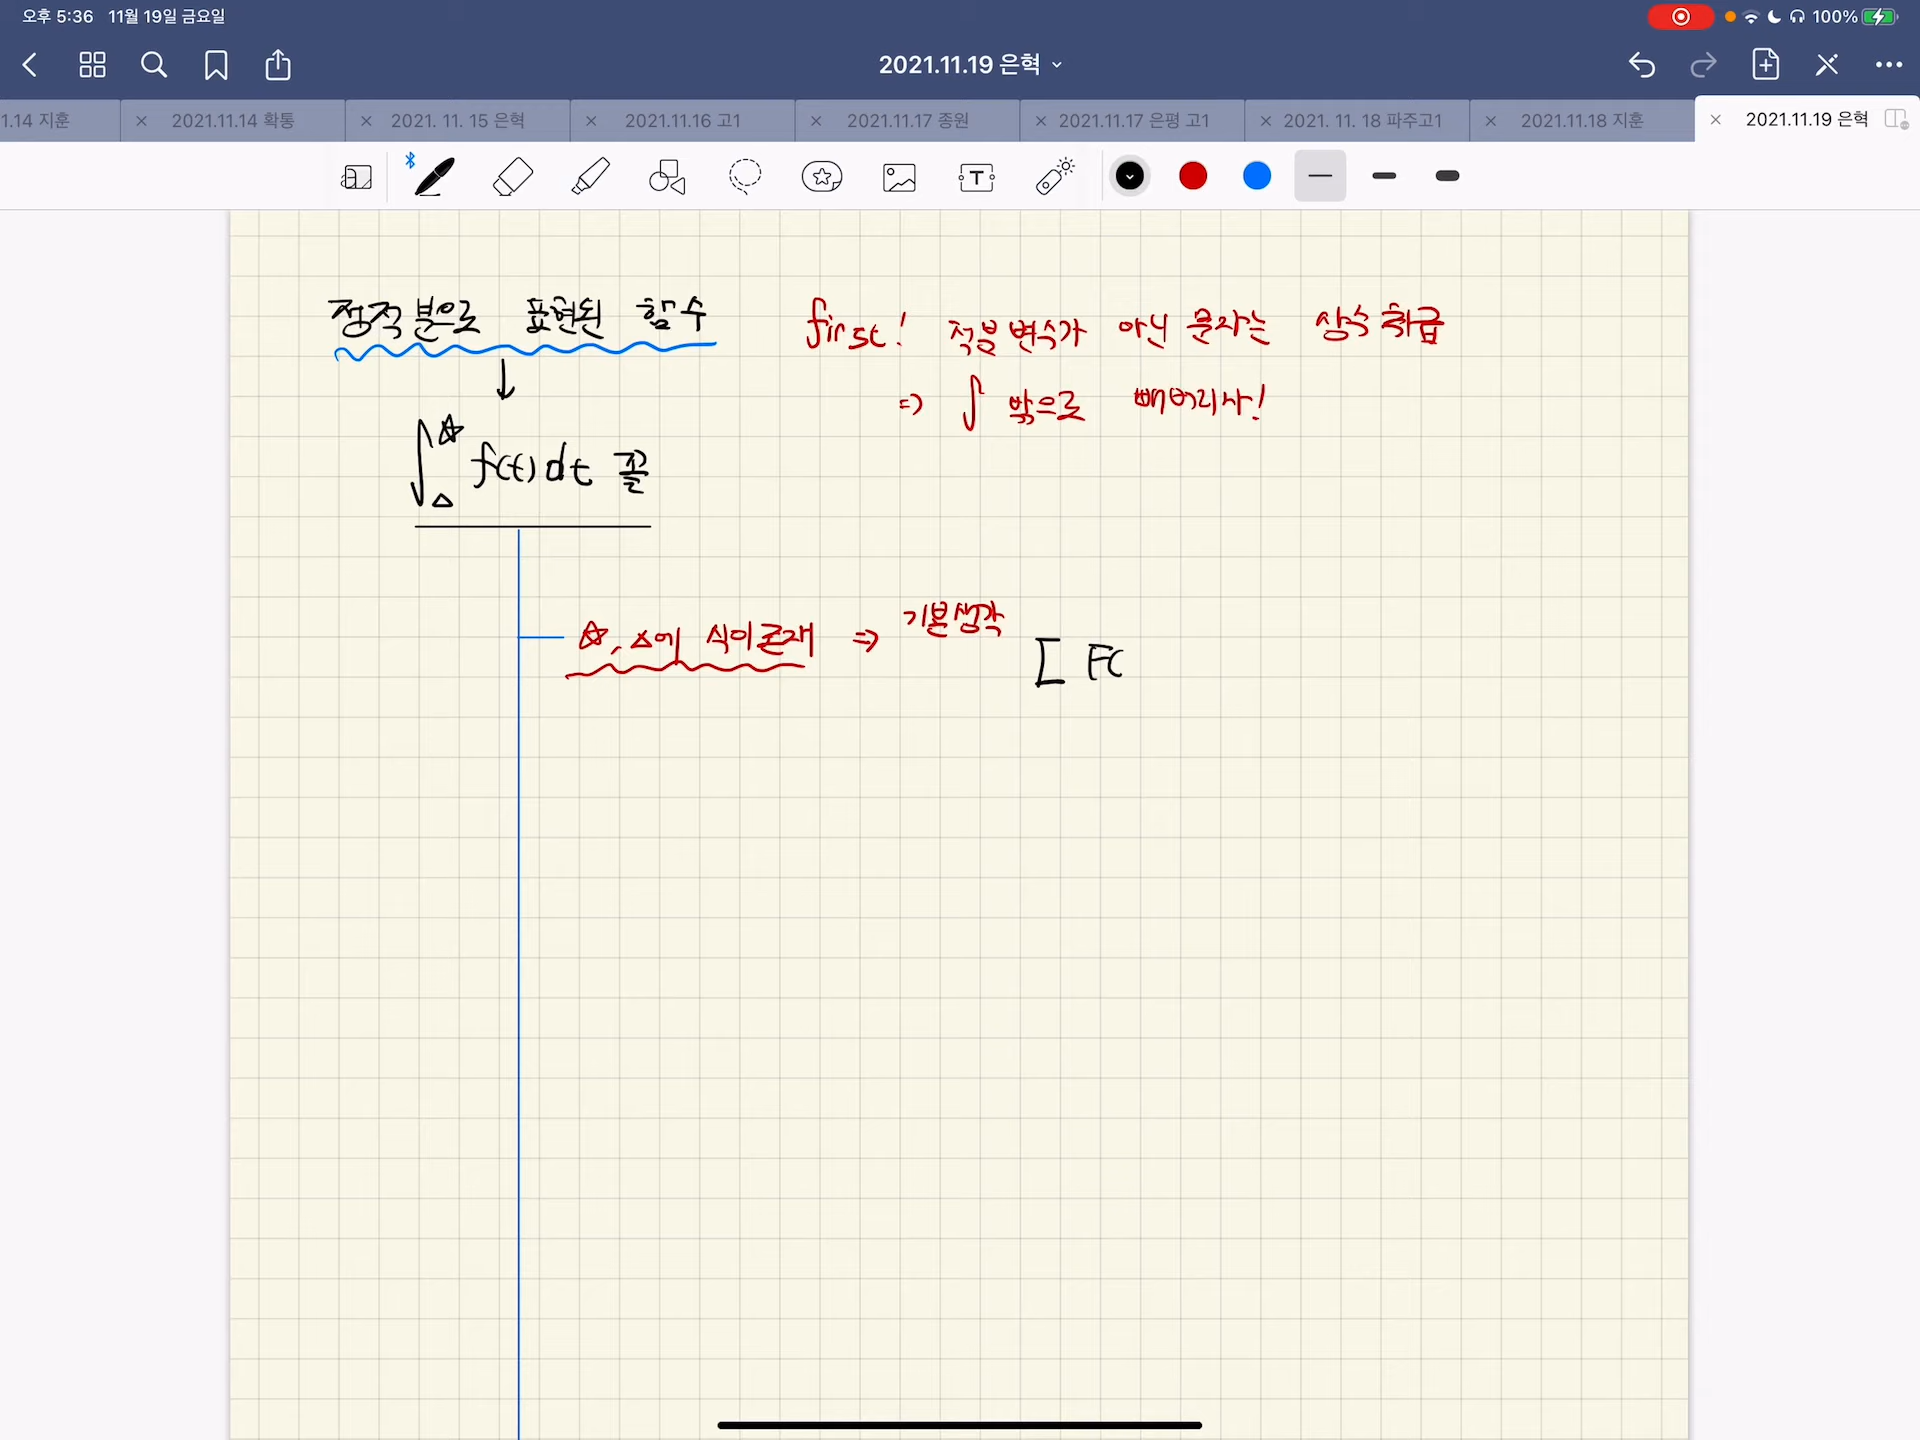 오후 5:36 11월 19일 금요일
100%
2021.11.19 은혁
1.14 지훈
2021.11.14 확통
2021. 11. 15 은혁
2021.11.16 고1
2021.11.17 종원
2021.11.17 은평 고1
2021. 11. 18 파주고1
2021.11.18 지훈
2021.11.19 은혁
정적분으로 표현된 함수
first! 적분변수가 아닌 문자는 상수취급
⇒ ∫ 밖으로 빼버리자!
↓
∫_△^☆ f(t)dt 꼴
☆, △에 식이존재 ⇒ 기본생각
[ F(